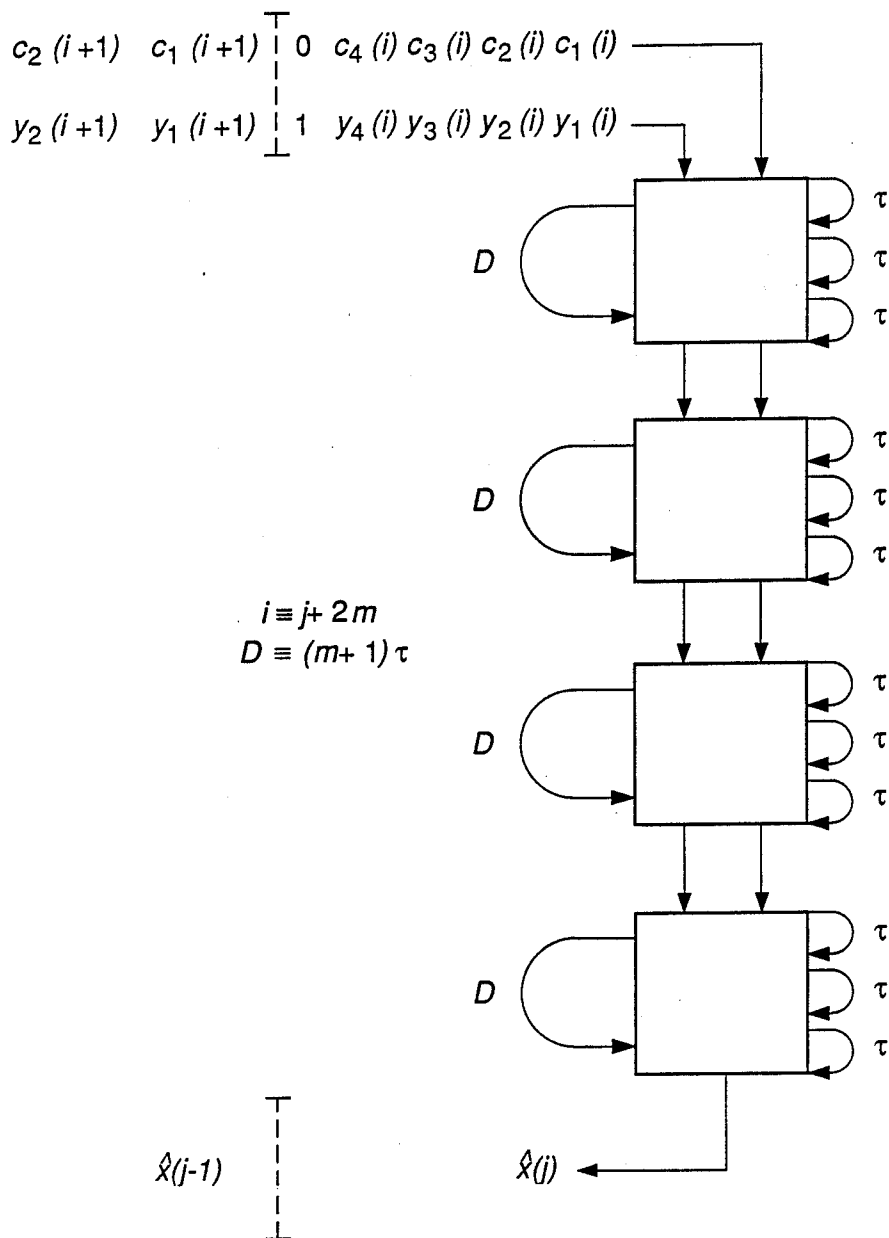 c₂ (i +1) c₁ (i +1) 0 c₄ (i) c₃ (i) c₂ (i) c₁ (i)
y₂ (i +1) y₁ (i +1) 1 y₄ (i) y₃ (i) y₂ (i) y₁ (i)
τ
D τ
τ
τ
D τ
τ
i ≡ j+ 2m
D ≡ (m+ 1) τ
τ
D τ
τ
τ
D τ
τ
x̂(j-1) x̂(j)